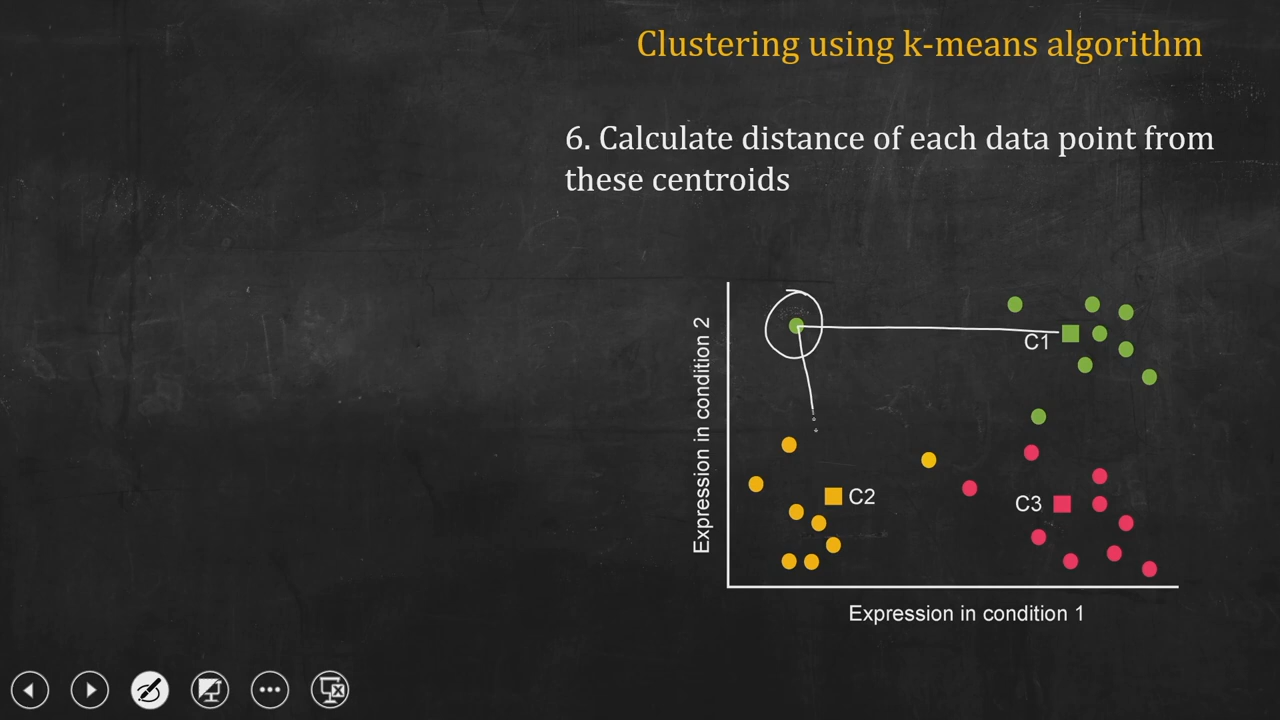 Clustering using k-means algorithm
6. Calculate distance of each data point from
these centroids
Expression in condition 2
C1
C2
C3
Expression in condition 1